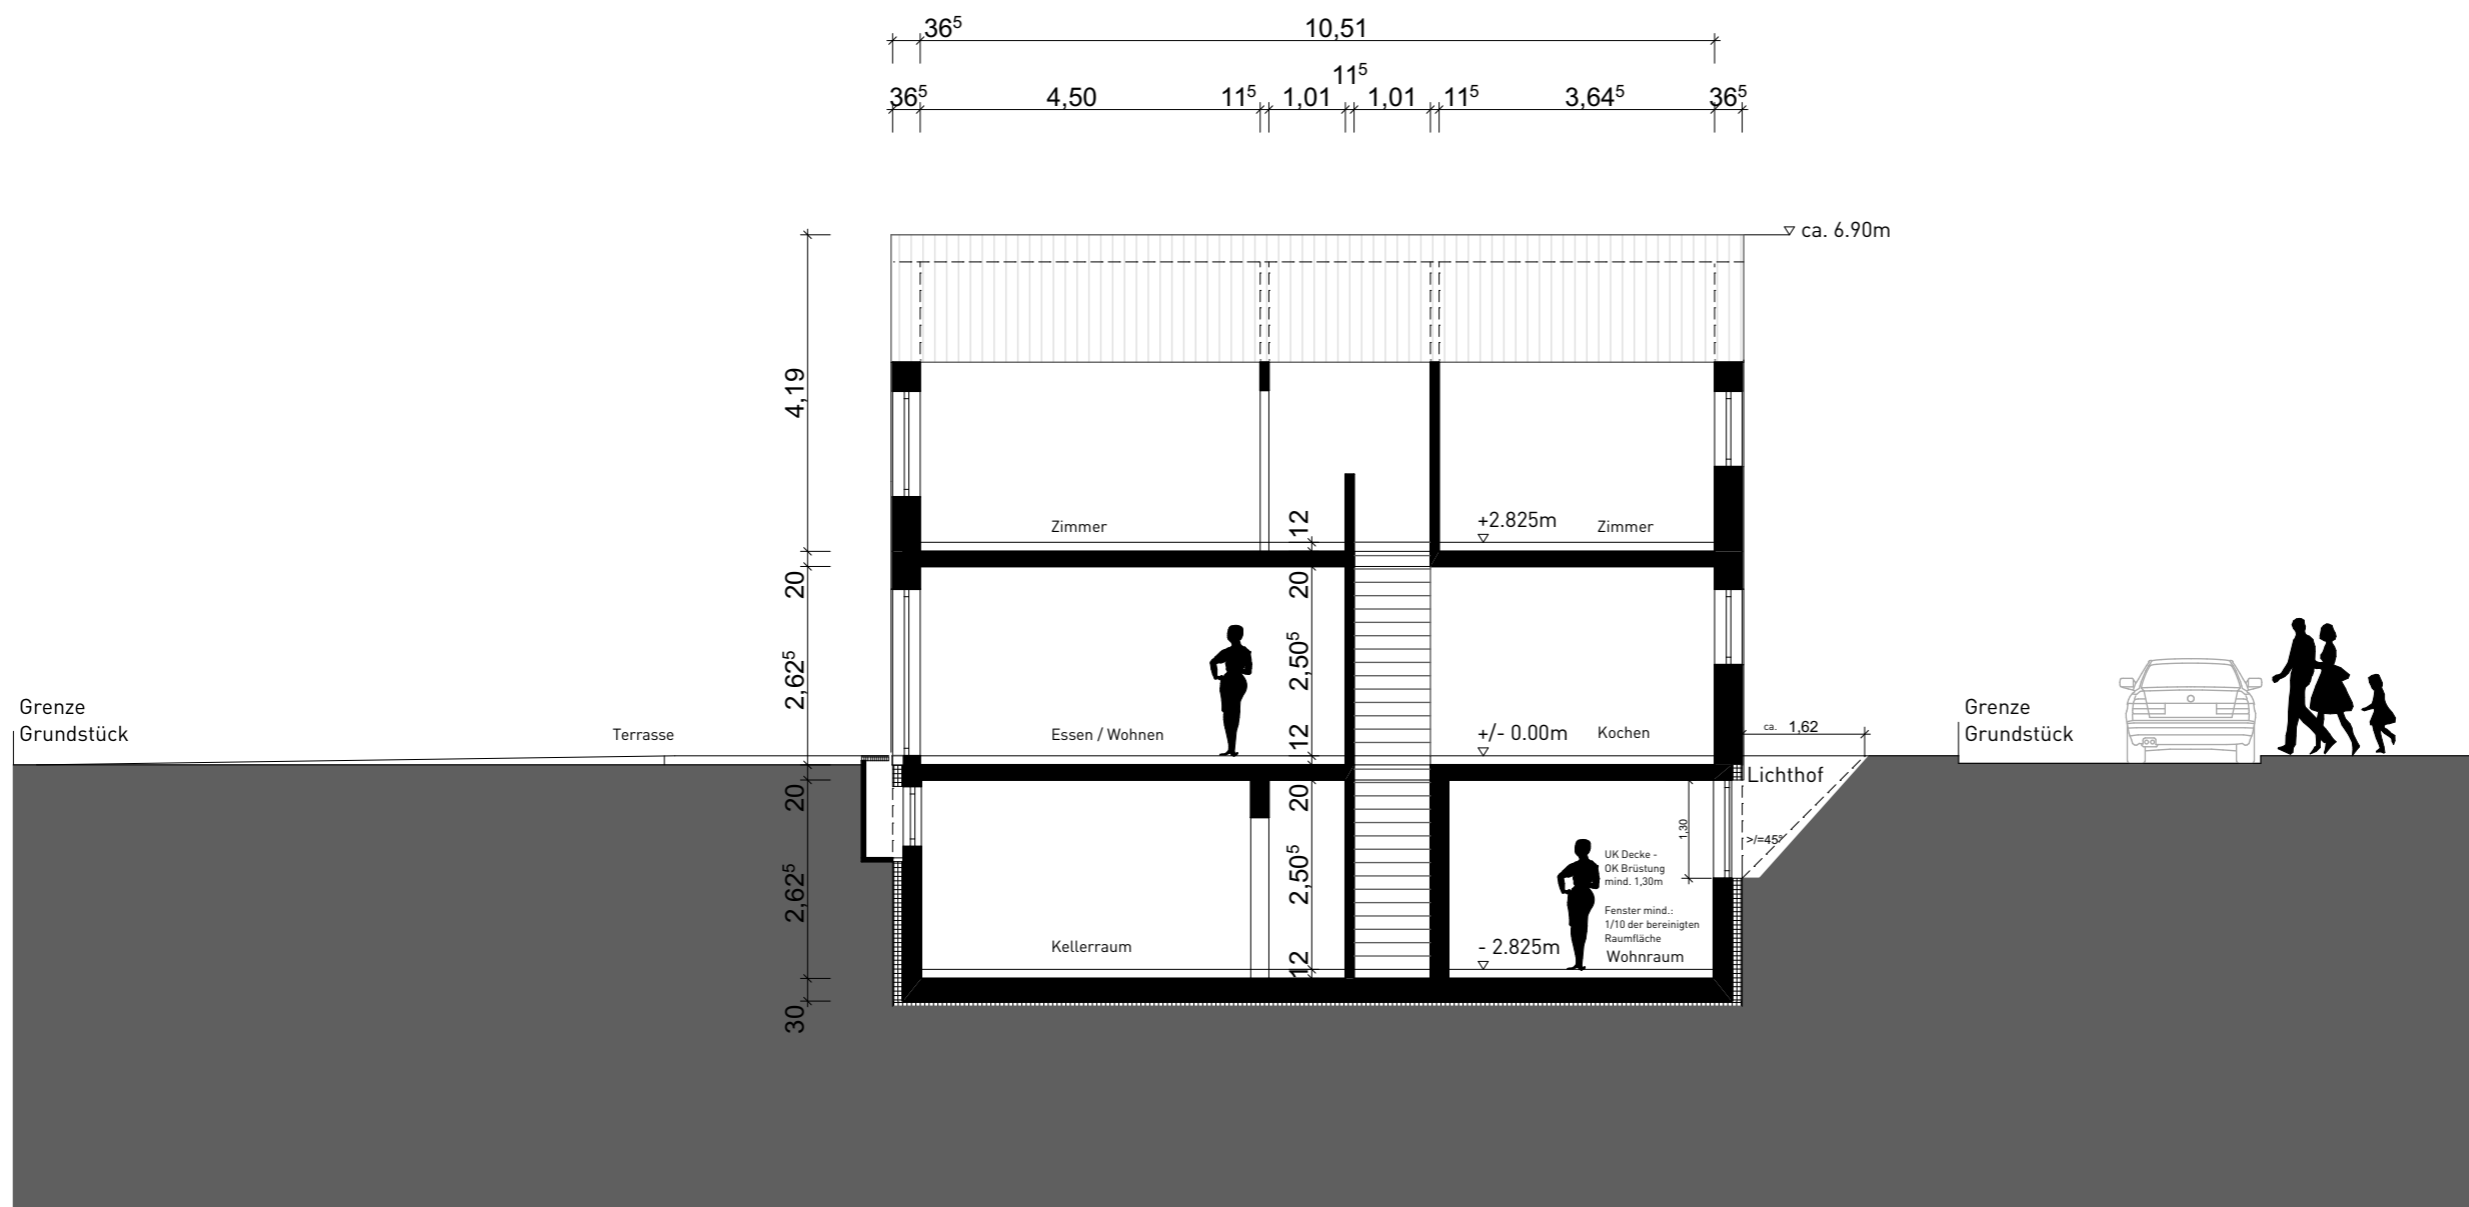 36⁵ 10,51
11⁵
36⁵ 4,50 11⁵ 1,01 1,01 11⁵ 3,64⁵ 36⁵
ca. 6.90m
4,19
20
2,62⁵
20
2,62⁵
30
12
20
2,50⁵
12
20
2,50⁵
12
Zimmer
+2.825m
Zimmer
Grenze
Grundstück
Terrasse
Essen / Wohnen
+/- 0.00m
Kochen
ca. 1,62
Grenze
Grundstück
Lichthof
1,30
>/=45°
UK Decke -
OK Brüstung
mind. 1,30m
Fenster mind.:
1/10 der bereinigten
Raumfläche
Wohnraum
Kellerraum
- 2.825m